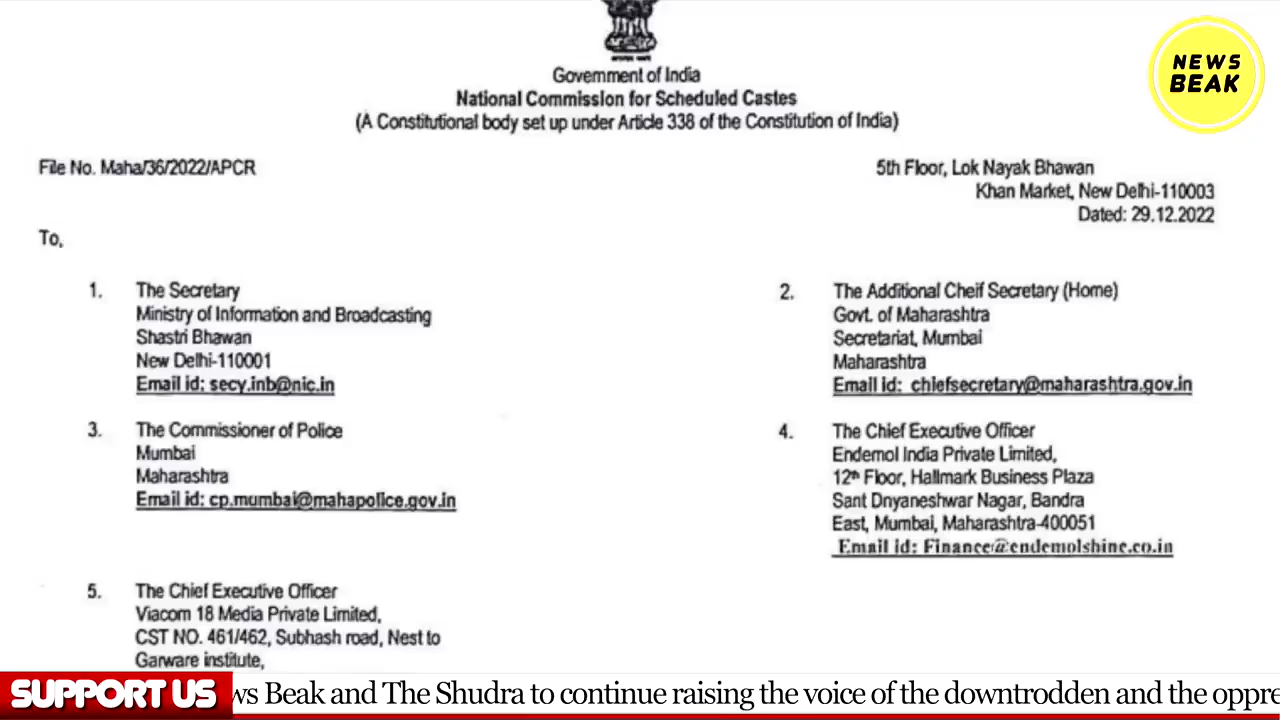 NEWS
BEAK
Government of India
National Commission for Scheduled Castes
(A Constitutional body set up under Article 338 of the Constitution of India)
File No. Maha/36/2022/APCR
5th Floor, Lok Nayak Bhawan
Khan Market, New Delhi-110003
Dated: 29.12.2022
To,
1. The Secretary
Ministry of Information and Broadcasting
Shastri Bhawan
New Delhi-110001
Email id: secy.inb@nic.in
2. The Additional Cheif Secretary (Home)
Govt. of Maharashtra
Secretariat, Mumbai
Maharashtra
Email id: chiefsecretary@maharashtra.gov.in
3. The Commissioner of Police
Mumbai
Maharashtra
Email id: cp.mumbai@mahapolice.gov.in
4. The Chief Executive Officer
Endemol India Private Limited,
12th Floor, Hallmark Business Plaza
Sant Dnyaneshwar Nagar, Bandra
East, Mumbai, Maharashtra-400051
Email id: Finance@endemolshine.co.in
5. The Chief Executive Officer
Viacom 18 Media Private Limited,
CST NO. 461/462, Subhash road, Nest to
Garware institute,
SUPPORT US
ws Beak and The Shudra to continue raising the voice of the downtrodden and the oppre